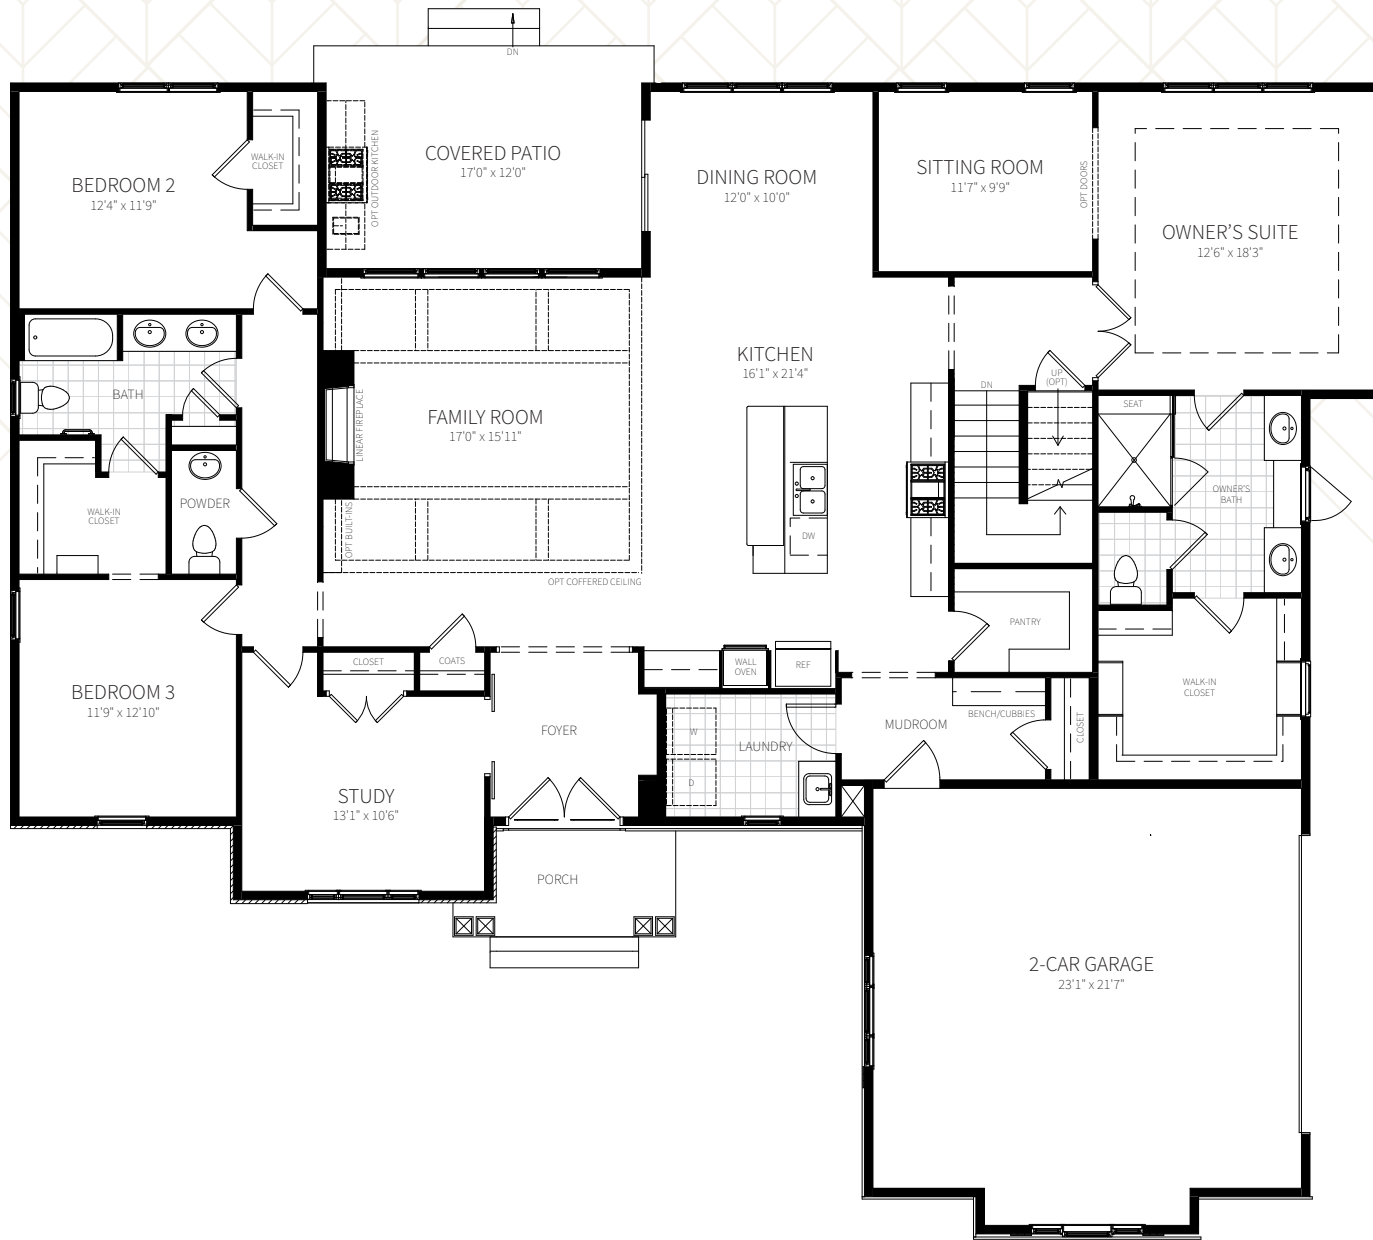 DN
COVERED PATIO
17'0" x 12'0"
OPT OUTDOOR KITCHEN
BEDROOM 2
12'4" x 11'9"
WALK-IN
CLOSET
DINING ROOM
12'0" x 10'0"
SITTING ROOM
11'7" x 9'9"
OPT DOORS
OWNER'S SUITE
12'6" x 18'3"
BATH
LINEAR FIREPLACE
FAMILY ROOM
17'0" x 15'11"
KITCHEN
16'1" x 21'4"
DN
UP
(OPT)
SEAT
POWDER
WALK-IN
CLOSET
OPT BUILT-INS
DW
OWNER'S
BATH
OPT COFFERED CEILING
PANTRY
BEDROOM 3
11'9" x 12'10"
CLOSET
COATS
WALL
OVEN
REF
WALK-IN
CLOSET
FOYER
W
LAUNDRY
D
MUDROOM
BENCH/CUBBIES
CLOSET
STUDY
13'1" x 10'6"
PORCH
2-CAR GARAGE
23'1" x 21'7"